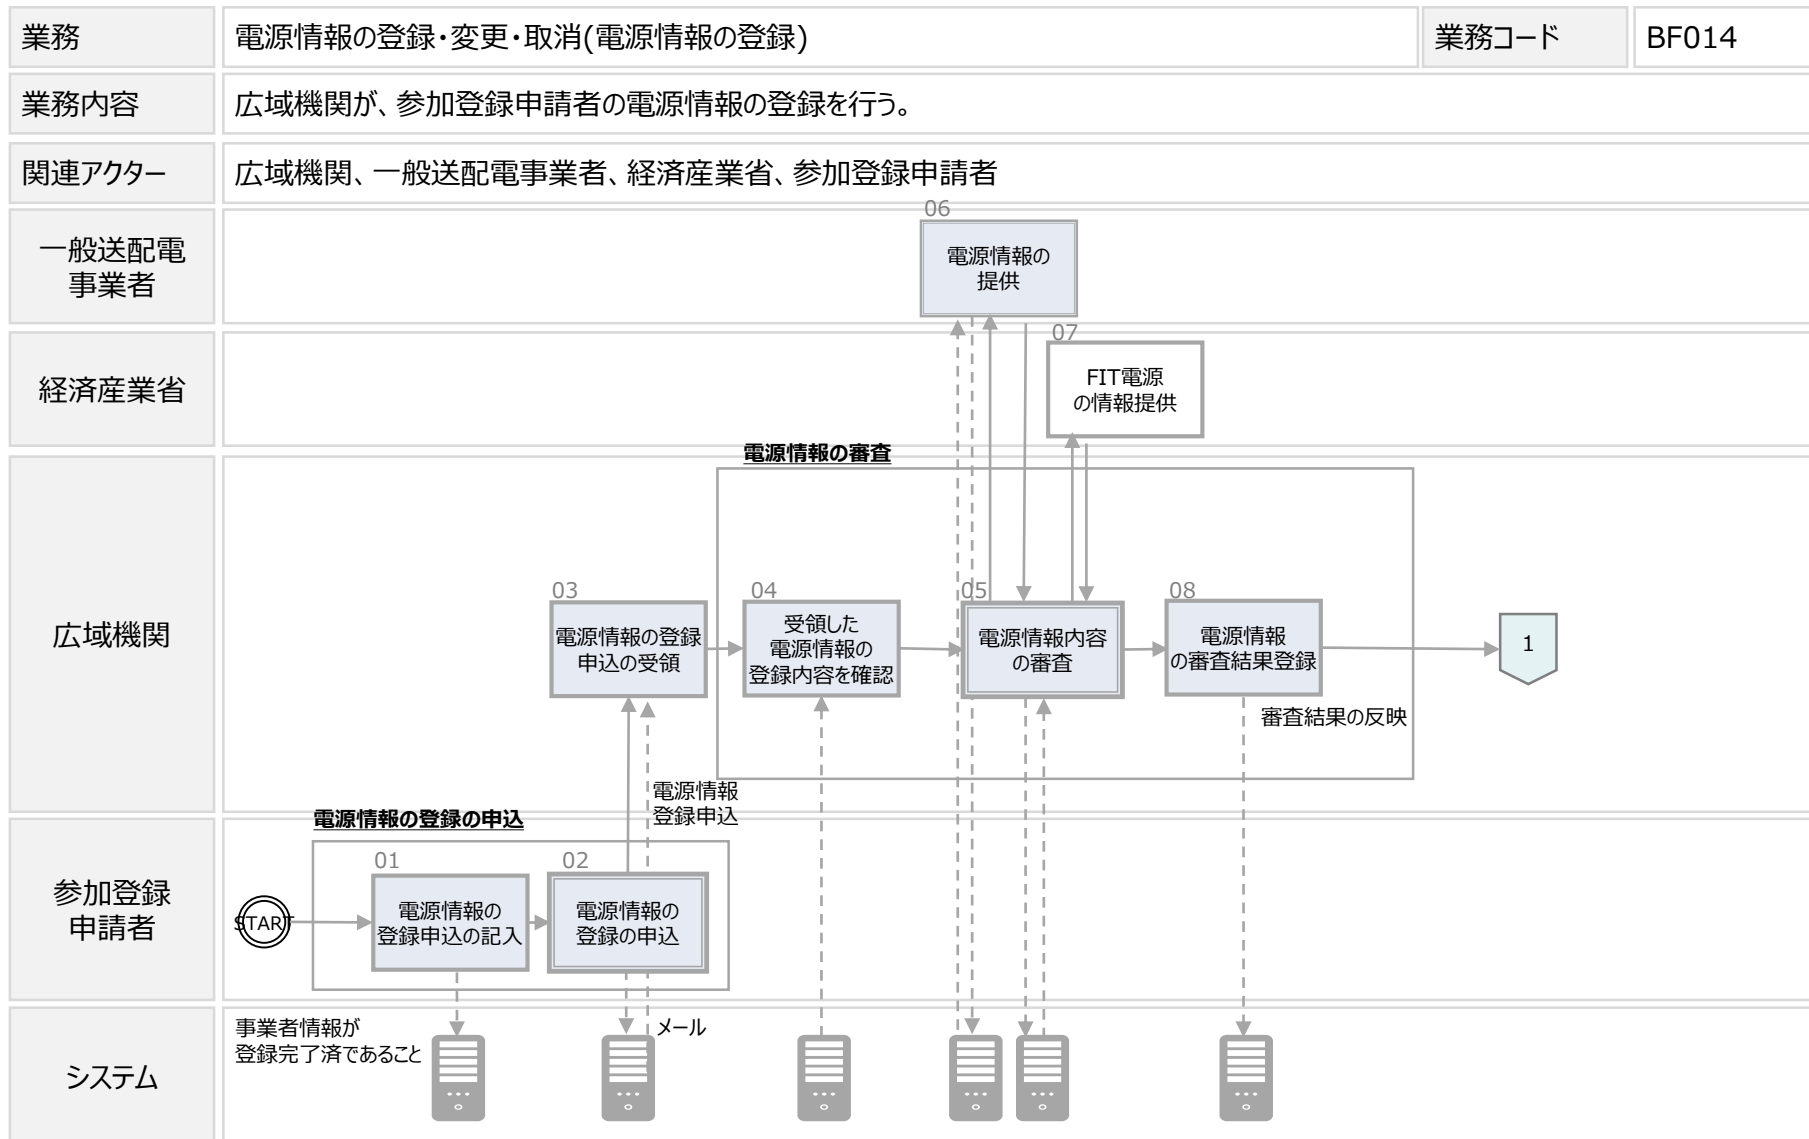 業務
電源情報の登録・変更・取消(電源情報の登録)
業務コード
BF014
業務内容
広域機関が、参加登録申請者の電源情報の登録を行う。
関連アクター
広域機関、一般送配電事業者、経済産業省、参加登録申請者
一般送配電
事業者
06
電源情報の
提供
経済産業省
07
FIT電源
の情報提供
広域機関
電源情報の審査
03
電源情報の登録
申込の受領
04
受領した
電源情報の
登録内容を確認
05
電源情報内容
の審査
08
電源情報
の審査結果登録
1
審査結果の反映
電源情報
登録申込
参加登録
申請者
電源情報の登録の申込
START
01
電源情報の
登録申込の記入
02
電源情報の
登録の申込
システム
事業者情報が
登録完了済であること
メール